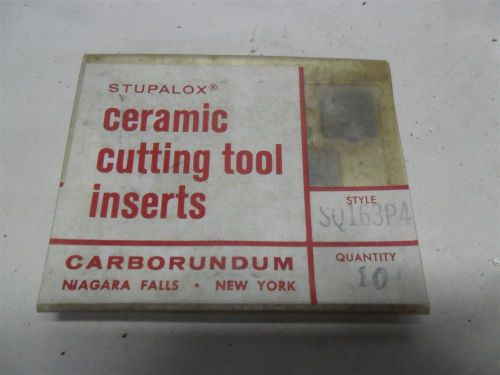 STUPALOX®
ceramic
cutting tool
inserts
STYLE
SQ163P4
CARBORUNDUM
NIAGARA FALLS • NEW YORK
QUANTITY
10